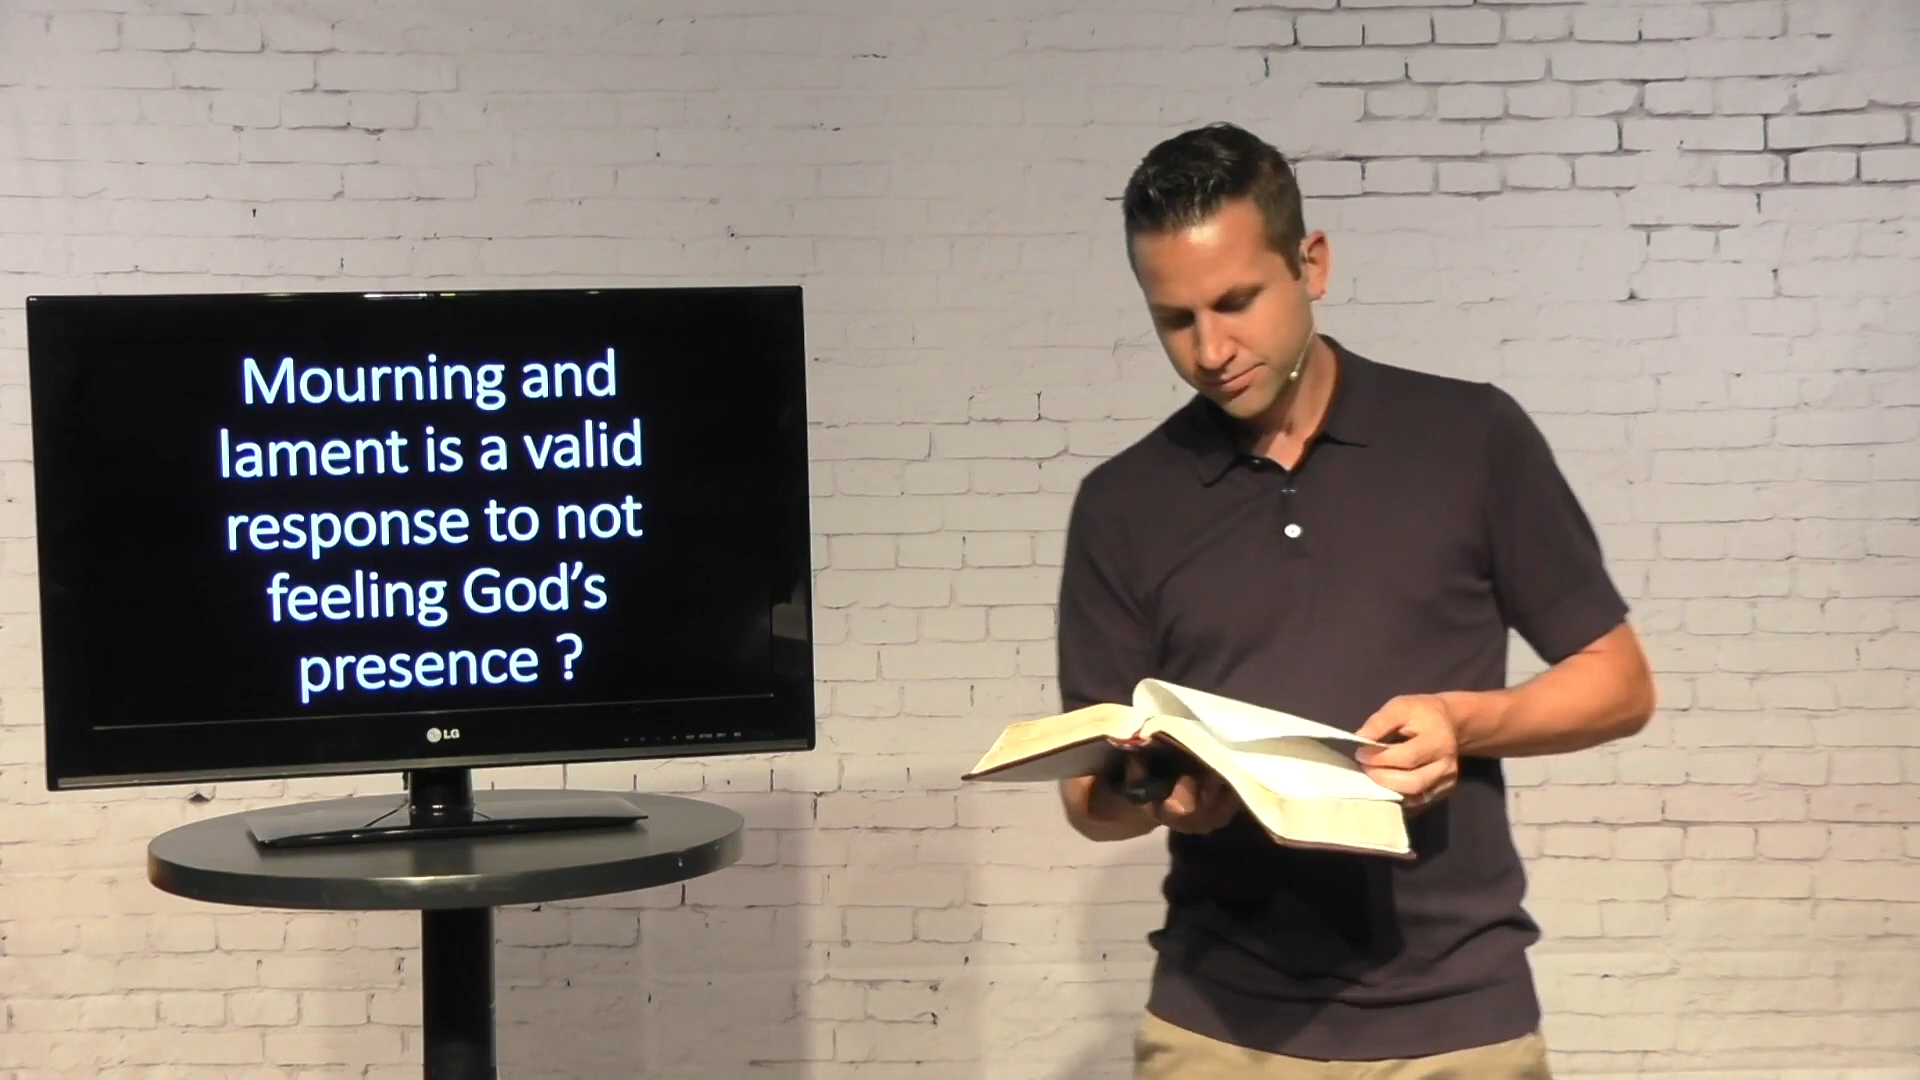 Mourning and
lament is a valid
response to not
feeling God's
presence ?
LG